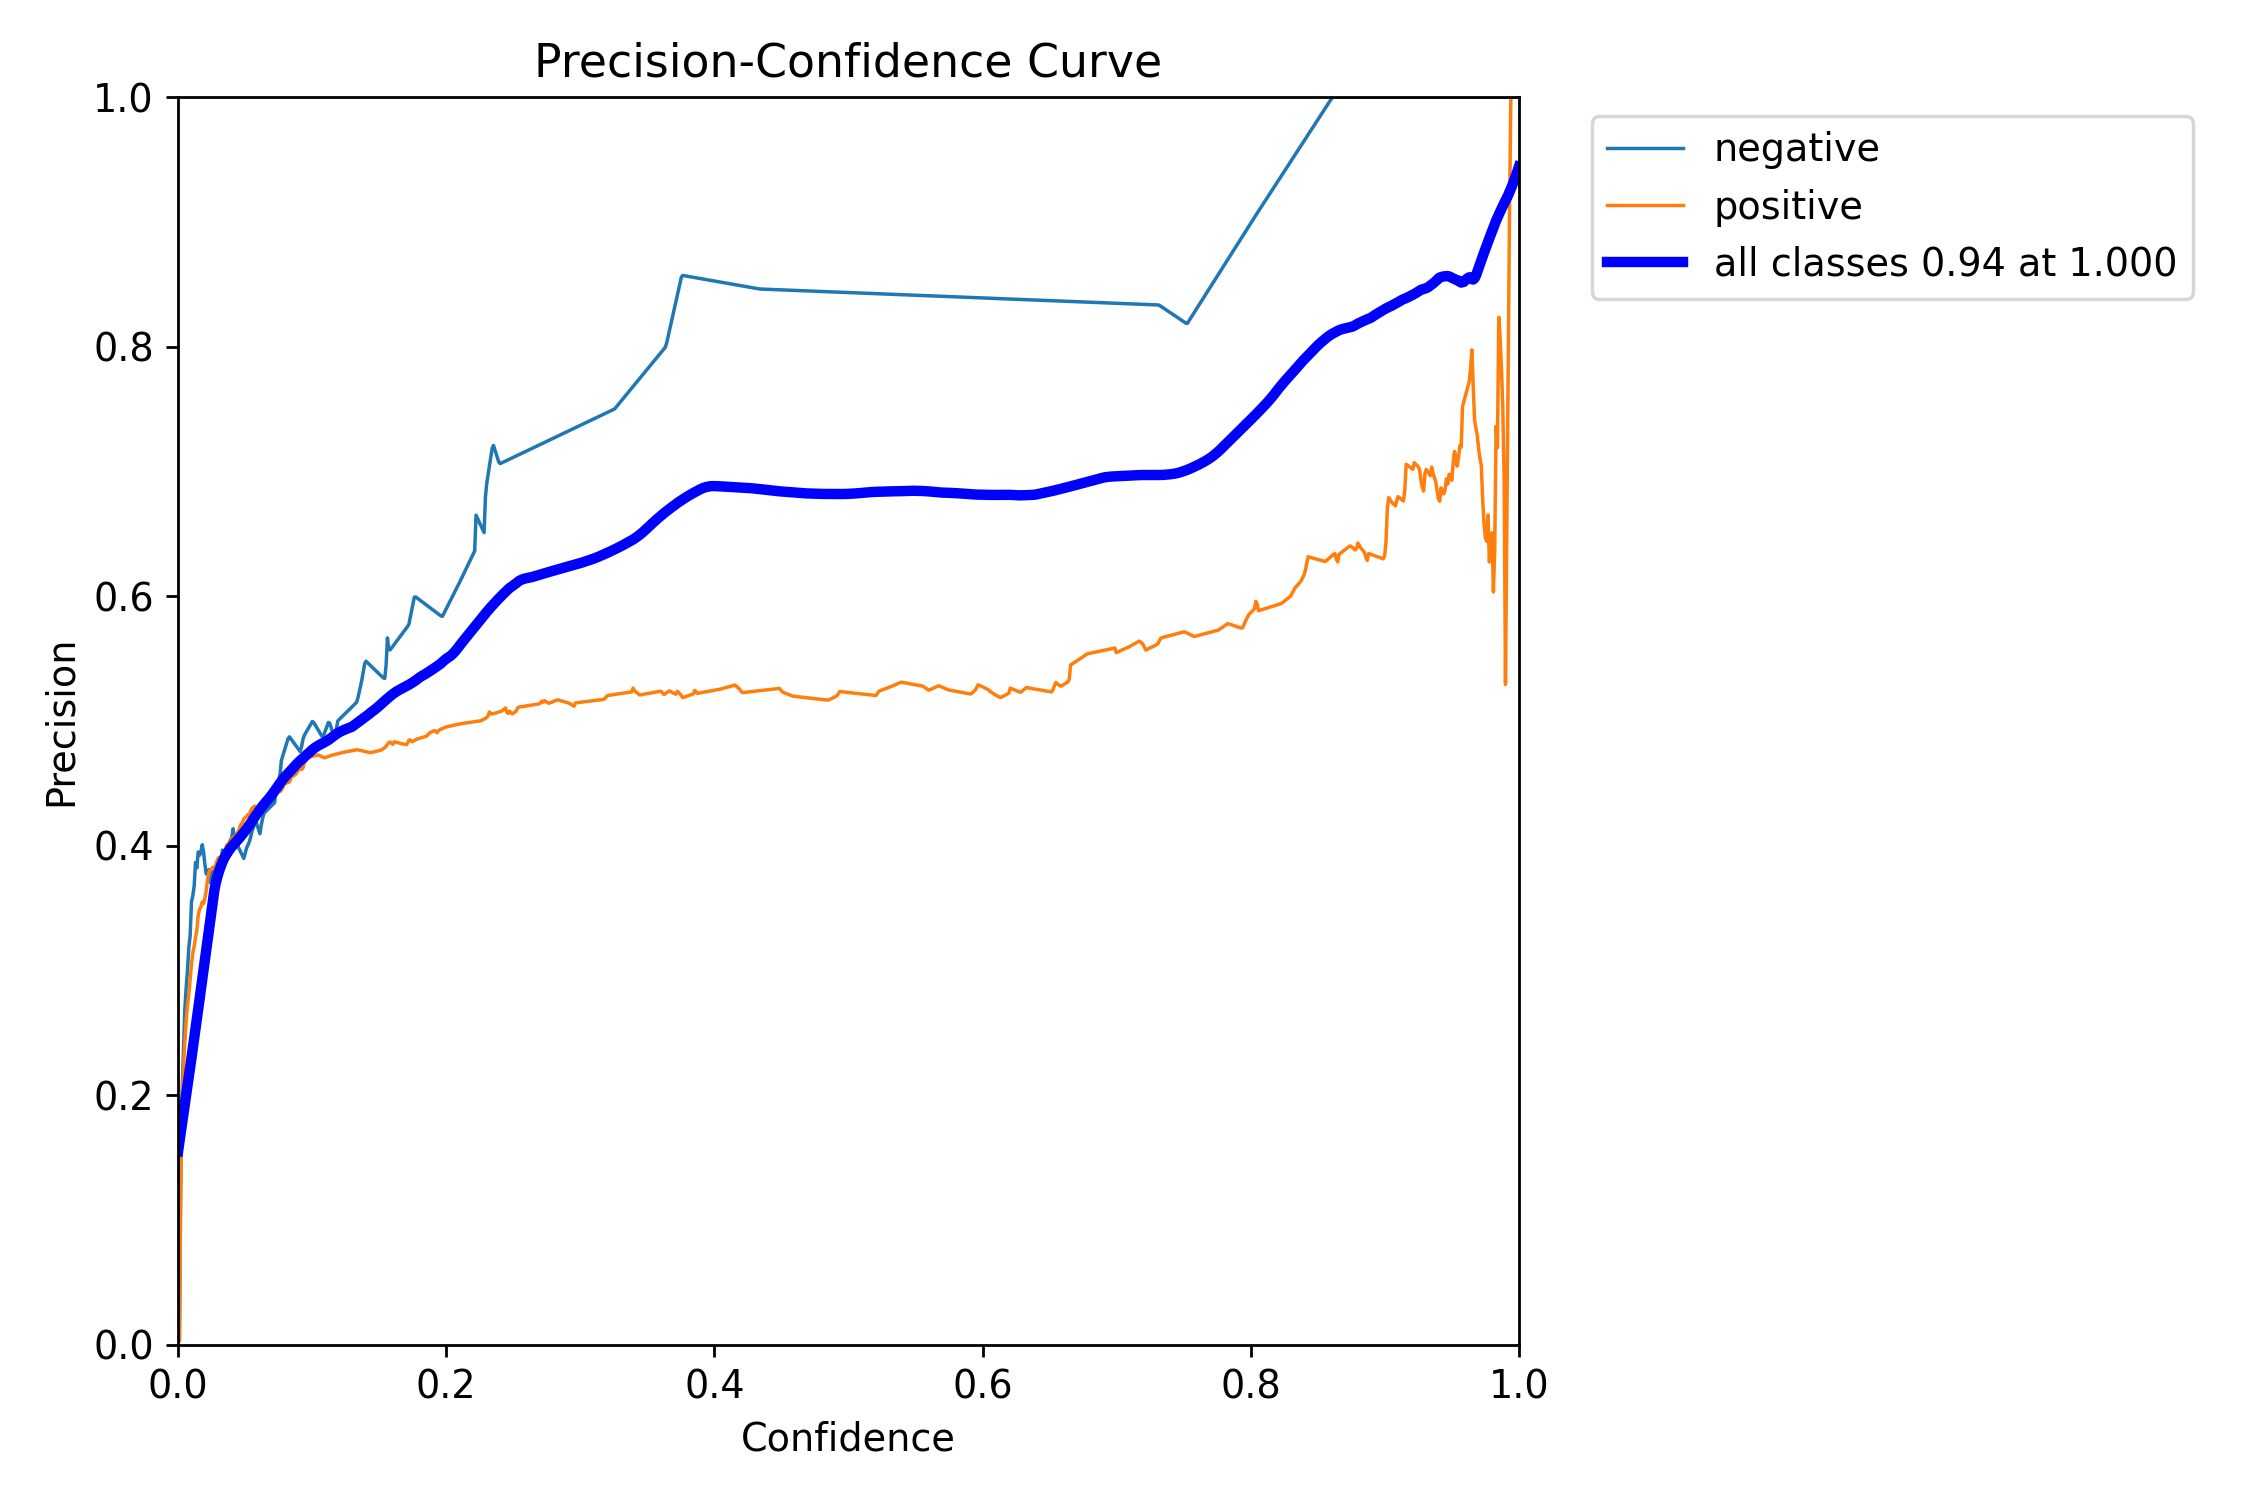 Precision-Confidence Curve
1.0
0.8
0.6
0.4
0.2
0.0
Precision
0.0 0.2 0.4 0.6 0.8 1.0
Confidence
negative
positive
all classes 0.94 at 1.000